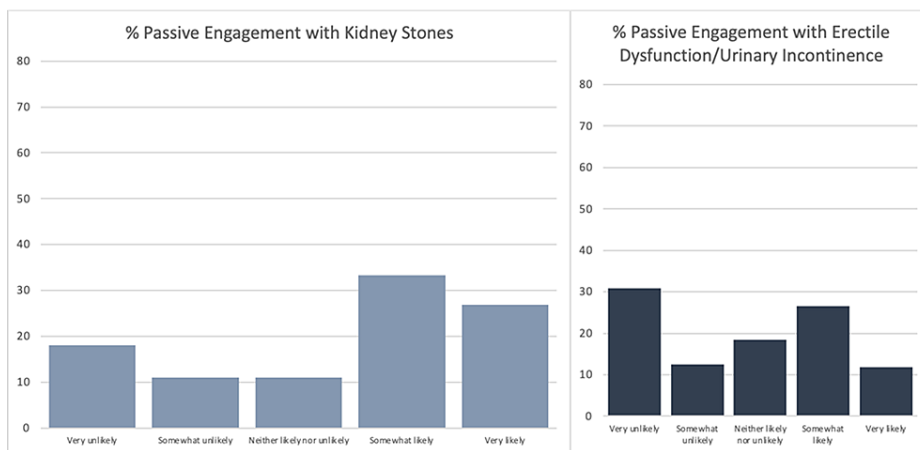 % Passive Engagement with Kidney Stones
80
70
60
50
40
30
20
10
0
Very unlikely
Somewhat unlikely
Neither likely nor unlikely
Somewhat likely
Very likely
% Passive Engagement with Erectile
Dysfunction/Urinary Incontinence
80
70
60
50
40
30
20
10
0
Very unlikely
Somewhat
unlikely
Neither likely
nor unlikely
Somewhat
likely
Very likely